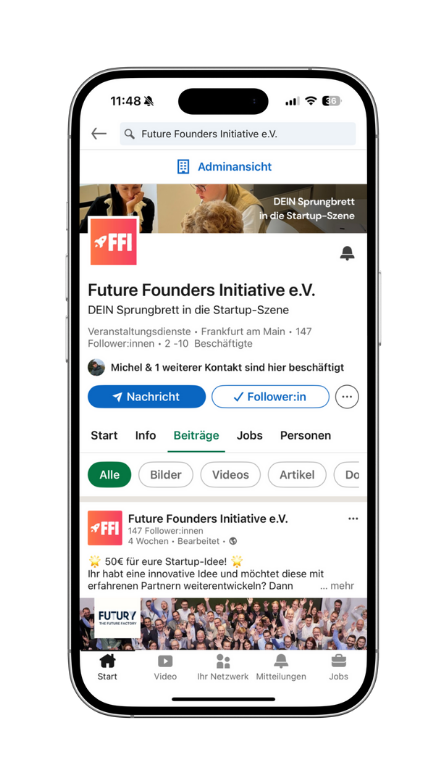 11:48
36
Future Founders Initiative e.V.
Adminansicht
DEIN Sprungbrett
in die Startup-Szene
FFI
Future Founders Initiative e.V.
DEIN Sprungbrett in die Startup-Szene
Veranstaltungsdienste • Frankfurt am Main • 147
Follower:innen • 2 -10 Beschäftigte
Michel & 1 weiterer Kontakt sind hier beschäftigt
Nachricht
Follower:in
Start Info Beiträge Jobs Personen
Alle Bilder Videos Artikel Do
FFI
Future Founders Initiative e.V.
147 Follower:innen
4 Wochen • Bearbeitet •
🌟 50€ für eure Startup-Idee! 🌟
Ihr habt eine innovative Idee und möchtet diese mit
erfahrenen Partnern weiterentwickeln? Dann ... mehr
FUTURY
THE FUTURE FACTORY
Start Video Ihr Netzwerk Mitteilungen Jobs